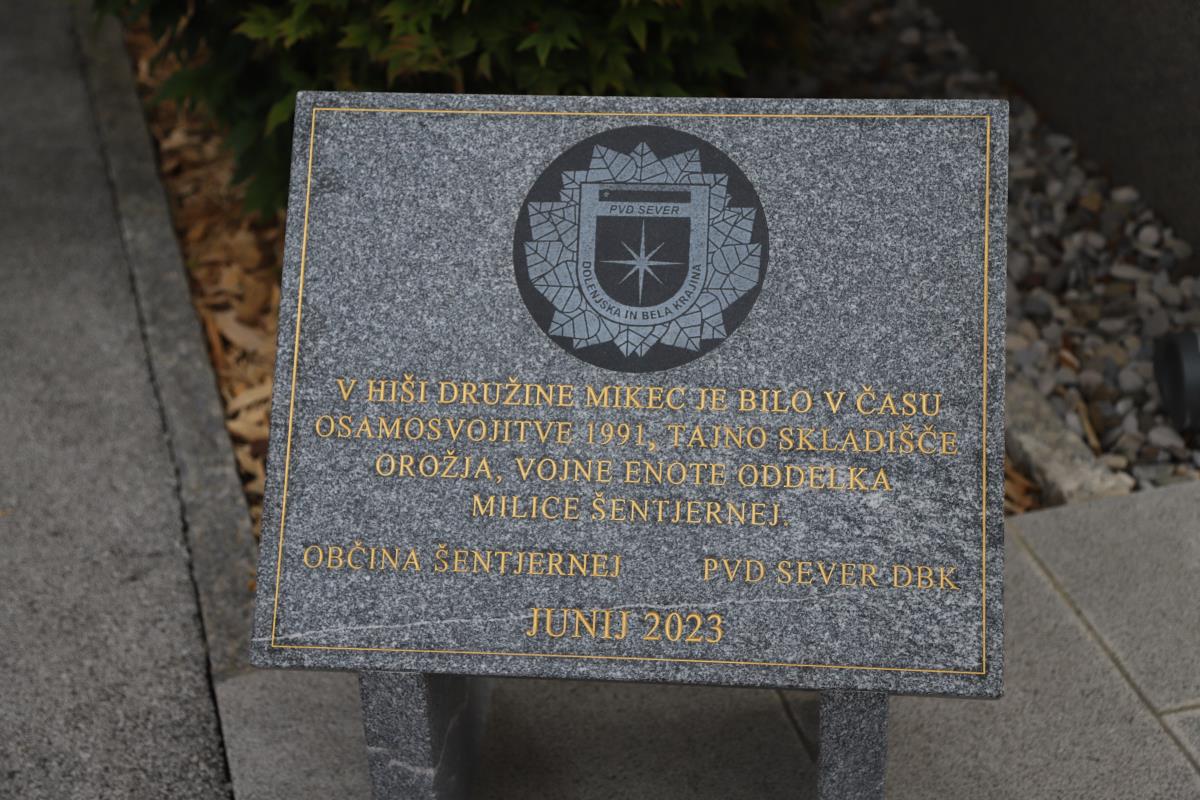 PVD SEVER
DOLENJSKA IN BELA KRAJINA
V HIŠI DRUŽINE MIKEC JE BILO V ČASU
OSAMOSVOJITVE 1991, TAJNO SKLADIŠČE
OROŽJA, VOJNE ENOTE ODDELKA
MILICE ŠENTJERNEJ.
OBČINA ŠENTJERNEJ PVD SEVER DBK
JUNIJ 2023